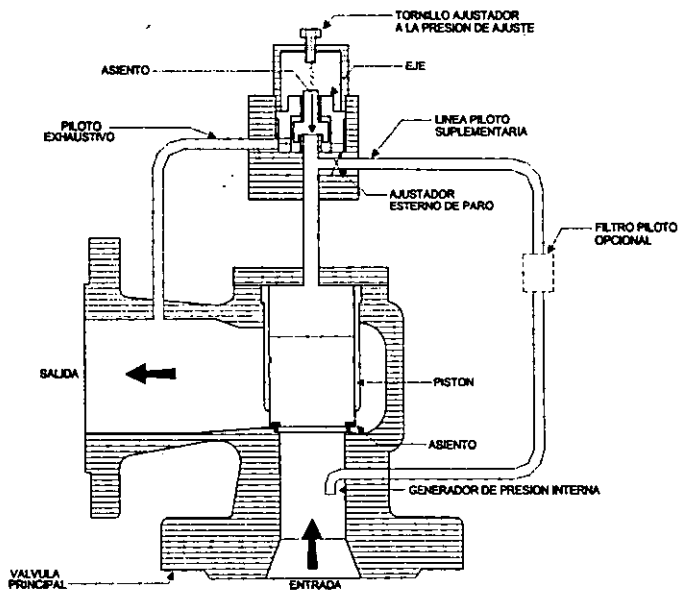 TORNILLO AJUSTADOR
A LA PRESION DE AJUSTE
ASIENTO
EJE
PILOTO
EXHAUSTIVO
LINEA PILOTO
SUPLEMENTARIA
AJUSTADOR
ESTERNO DE PARO
FILTRO PILOTO
OPCIONAL
SALIDA
PISTON
ASIENTO
GENERADOR DE PRESION INTERNA
VALVULA
PRINCIPAL
ENTRADA